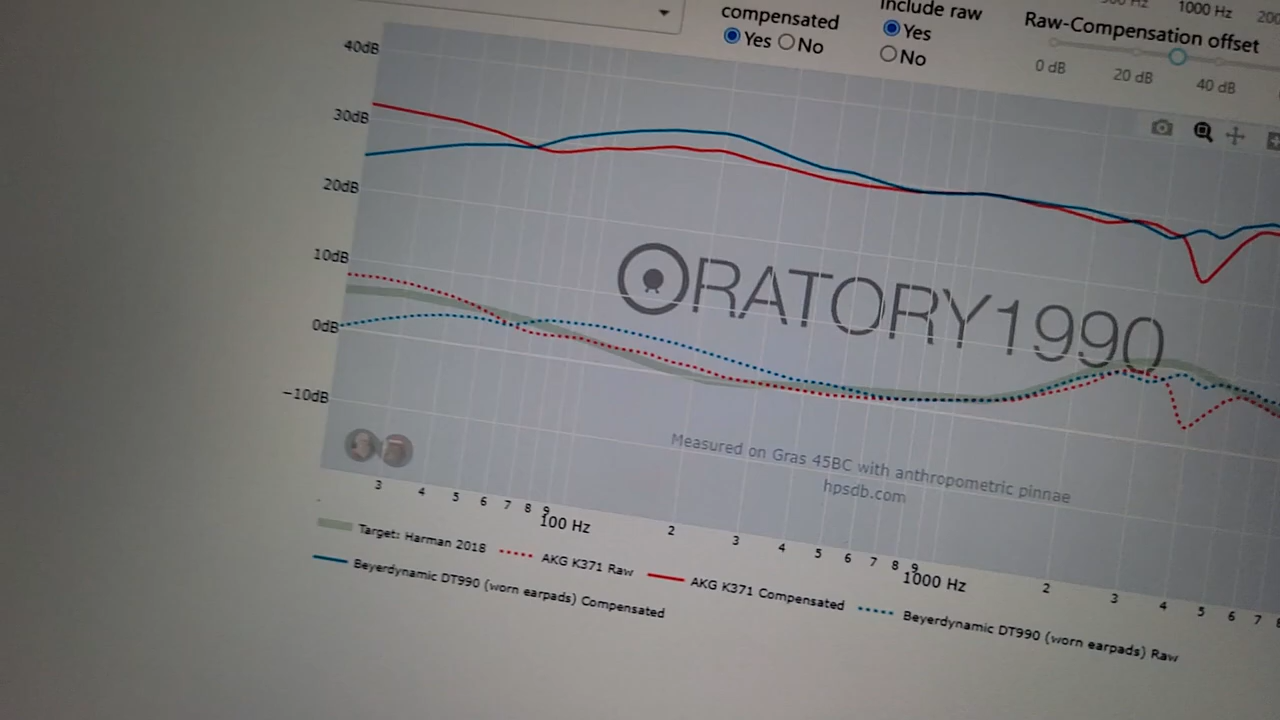 compensated
Yes No
Include raw
Yes
No
1000 Hz
Raw-Compensation offset
0 dB 20 dB 40 dB
40dB
30dB
20dB
10dB
0dB
−10dB
ORATORY1990
Measured on Gras 45BC with anthropometric pinnae
hpsdb.com
3 4 5 6 7 8 9 100 Hz 2 3 4 5 6 7 8 9 1000 Hz 2 3 4 5 6 7
Target: Harman 2018 AKG K371 Raw AKG K371 Compensated Beyerdynamic DT990 (worn earpads) Raw
Beyerdynamic DT990 (worn earpads) Compensated